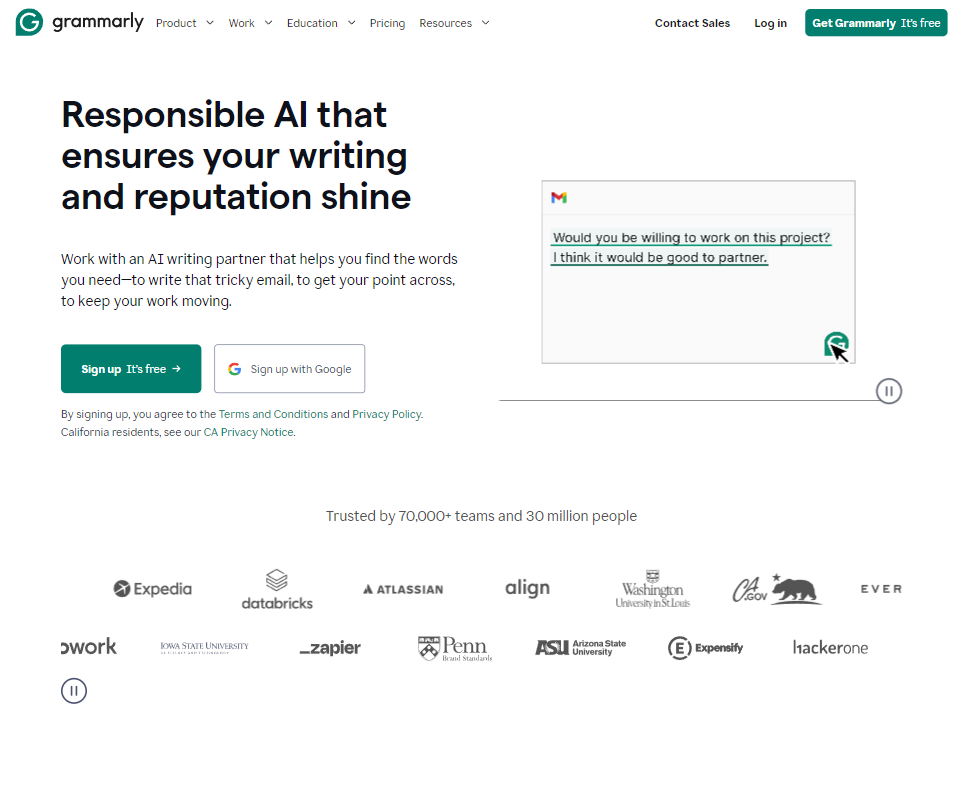 grammarly Product Work Education Pricing Resources Contact Sales Log in Get Grammarly It's free
Responsible AI that
ensures your writing
and reputation shine
Work with an AI writing partner that helps you find the words
you need—to write that tricky email, to get your point across,
to keep your work moving.
Sign up It's free → Sign up with Google
By signing up, you agree to the Terms and Conditions and Privacy Policy.
California residents, see our CA Privacy Notice.
Would you be willing to work on this project?
I think it would be good to partner.
Trusted by 70,000+ teams and 30 million people
Expedia databricks ATLASSIAN align Washington University in St. Louis CA.GOV EVER
owork IOWA STATE UNIVERSITY zapier Penn Brand Standards ASU Arizona State University Expensify hackerone